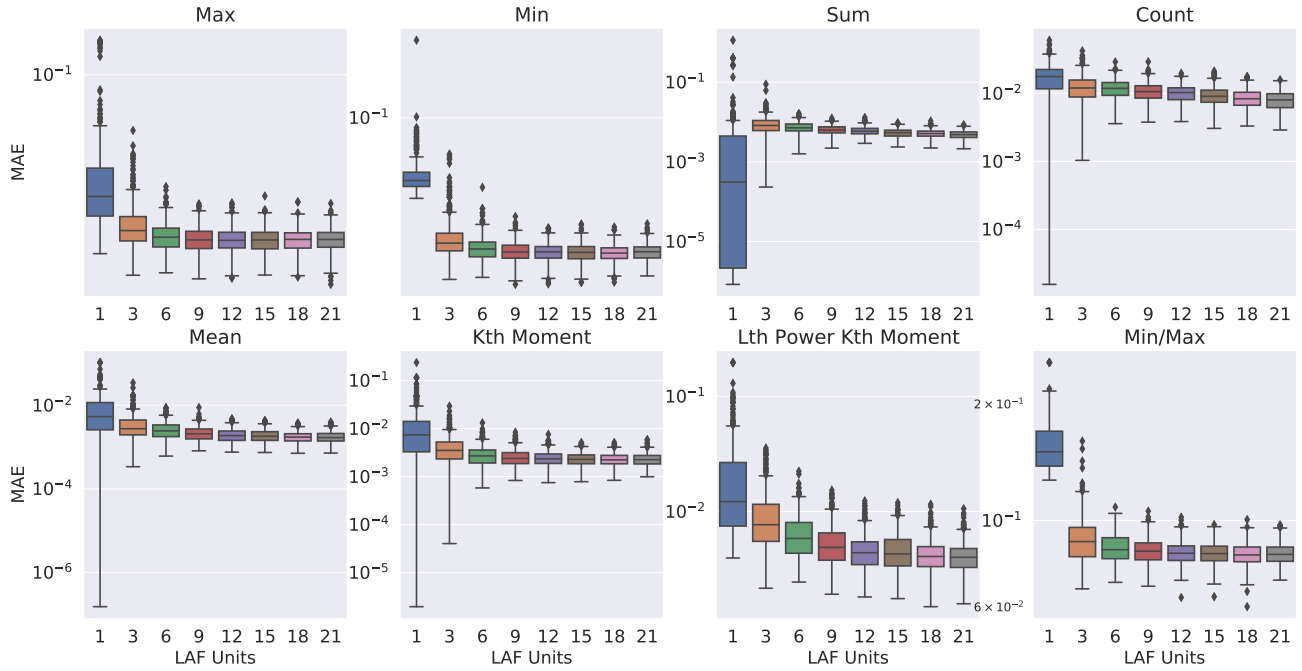 Max Min Sum Count
MAE
10⁻¹
10⁻¹
10⁻¹
10⁻³
10⁻⁵
10⁻²
10⁻³
10⁻⁴
1 3 6 9 12 15 18 21
1 3 6 9 12 15 18 21
1 3 6 9 12 15 18 21
1 3 6 9 12 15 18 21
Mean Kth Moment Lth Power Kth Moment Min/Max
MAE
10⁻²
10⁻⁴
10⁻⁶
10⁻¹
10⁻²
10⁻³
10⁻⁴
10⁻⁵
10⁻¹
10⁻²
2 × 10⁻¹
10⁻¹
6 × 10⁻²
1 3 6 9 12 15 18 21
1 3 6 9 12 15 18 21
1 3 6 9 12 15 18 21
1 3 6 9 12 15 18 21
LAF Units LAF Units LAF Units LAF Units